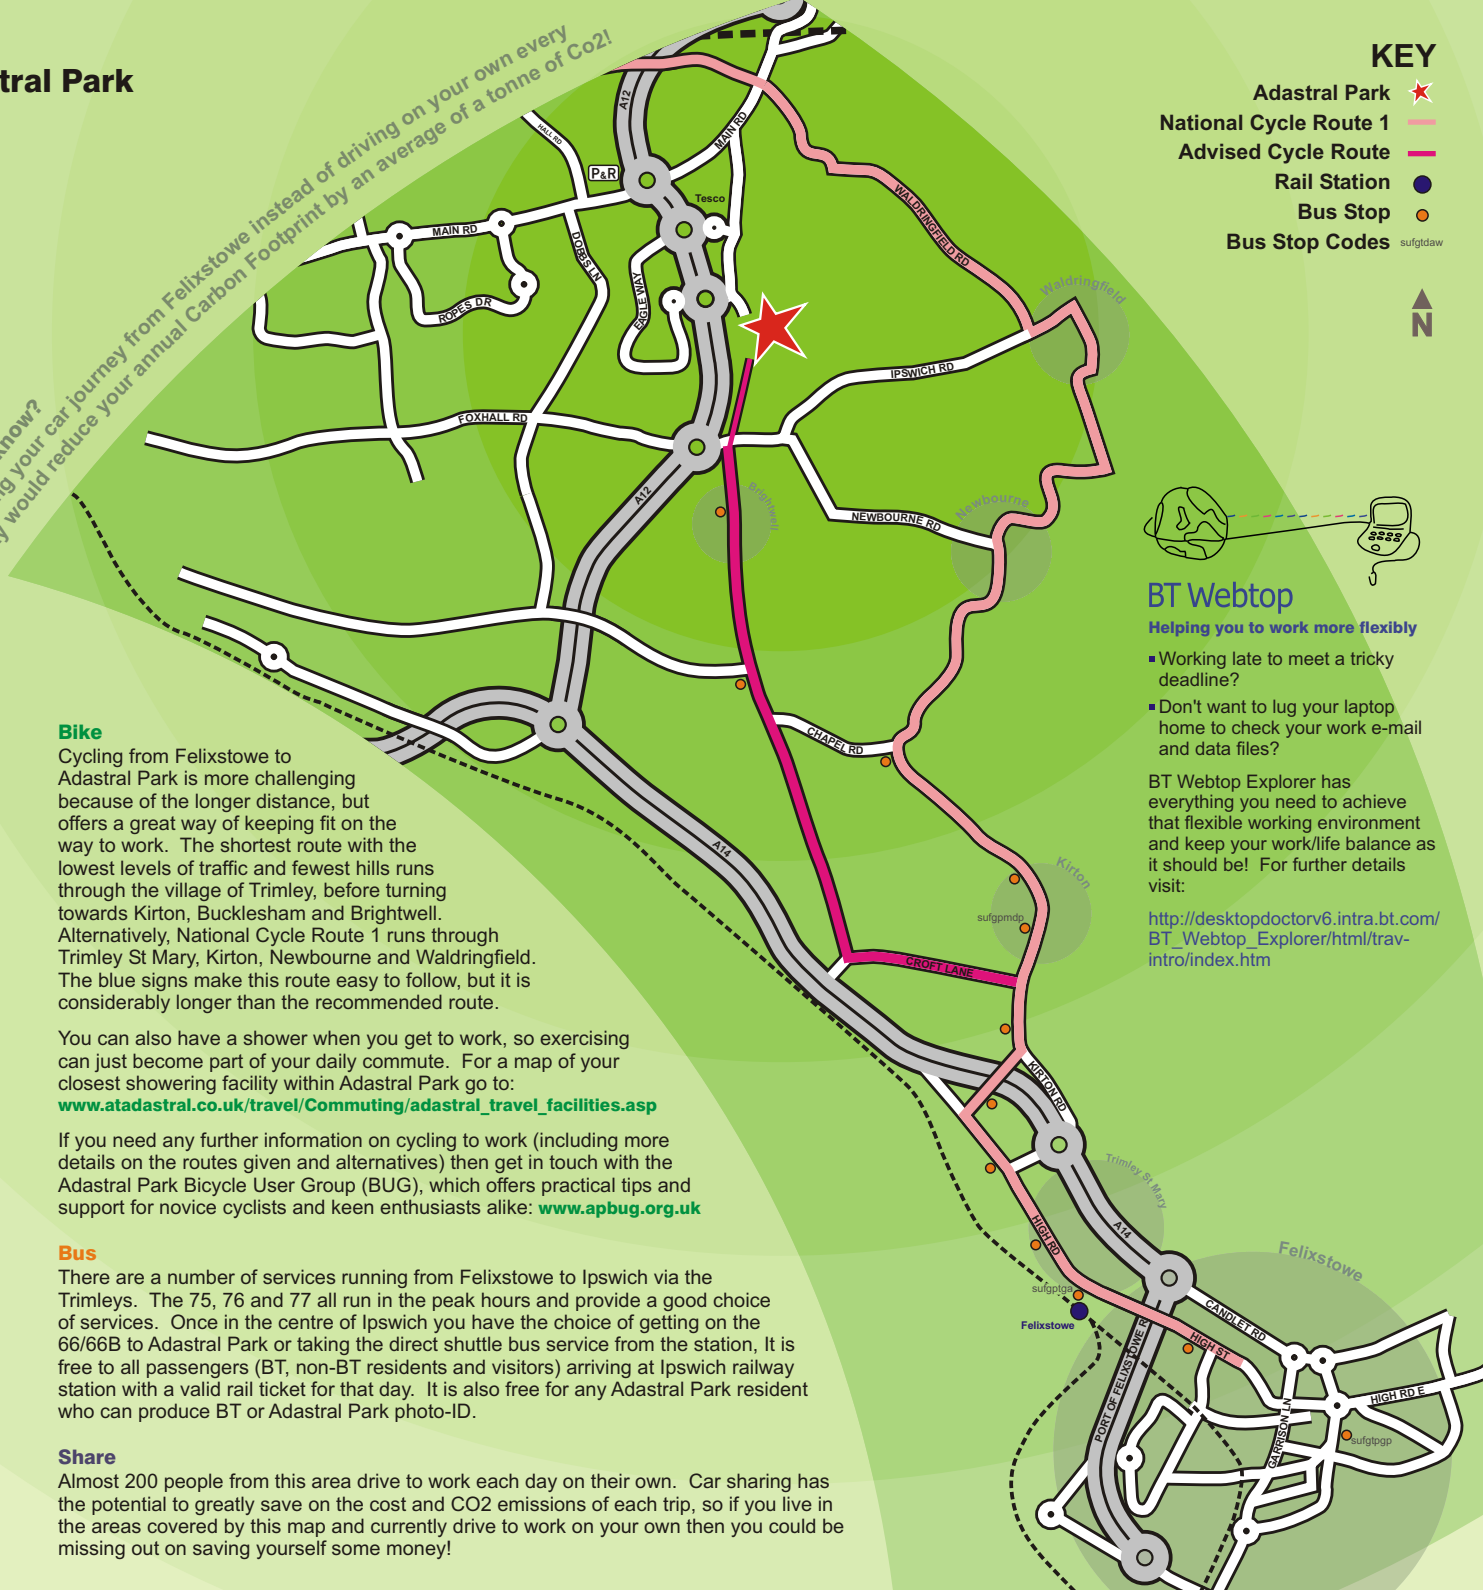 tral Park
know?
ng your car journey from Felixstowe instead of driving on your own every
y would reduce your annual Carbon Footprint by an average of a tonne of Co2!
KEY
Adastral Park
National Cycle Route 1
Advised Cycle Route
Rail Station
Bus Stop
Bus Stop Codes sufgtdaw
N
A12
HALL RD
MAIN RD
P&R
Tesco
MAIN RD
DOBBS LN
ROPES DR
EAGLE WAY
WALDRINGFIELD RD
Waldringfield
IPSWICH RD
FOXHALL RD
A12
Brightwell
NEWBOURNE RD
Newbourne
CHAPEL RD
A14
Kirton
sufgpmdp
CROFT LANE
KIRTON RD
Trimley St Mary
A14
HIGH RD
sufgptga
Felixstowe
Felixstowe
CANDLET RD
HIGH ST
PORT OF FELIXSTOWE R
GARRISON LN
HIGH RD E
sufgtpgp
BT Webtop
Helping you to work more flexibly
Working late to meet a tricky
deadline?
Don't want to lug your laptop
home to check your work e-mail
and data files?
BT Webtop Explorer has
everything you need to achieve
that flexible working environment
and keep your work/life balance as
it should be! For further details
visit:
http://desktopdoctorv6.intra.bt.com/
BT_Webtop_Explorer/html/trav-
intro/index.htm
Bike
Cycling from Felixstowe to
Adastral Park is more challenging
because of the longer distance, but
offers a great way of keeping fit on the
way to work. The shortest route with the
lowest levels of traffic and fewest hills runs
through the village of Trimley, before turning
towards Kirton, Bucklesham and Brightwell.
Alternatively, National Cycle Route 1 runs through
Trimley St Mary, Kirton, Newbourne and Waldringfield.
The blue signs make this route easy to follow, but it is
considerably longer than the recommended route.
You can also have a shower when you get to work, so exercising
can just become part of your daily commute. For a map of your
closest showering facility within Adastral Park go to:
www.atadastral.co.uk/travel/Commuting/adastral_travel_facilities.asp
If you need any further information on cycling to work (including more
details on the routes given and alternatives) then get in touch with the
Adastral Park Bicycle User Group (BUG), which offers practical tips and
support for novice cyclists and keen enthusiasts alike: www.apbug.org.uk
Bus
There are a number of services running from Felixstowe to Ipswich via the
Trimleys. The 75, 76 and 77 all run in the peak hours and provide a good choice
of services. Once in the centre of Ipswich you have the choice of getting on the
66/66B to Adastral Park or taking the direct shuttle bus service from the station, It is
free to all passengers (BT, non-BT residents and visitors) arriving at Ipswich railway
station with a valid rail ticket for that day. It is also free for any Adastral Park resident
who can produce BT or Adastral Park photo-ID.
Share
Almost 200 people from this area drive to work each day on their own. Car sharing has
the potential to greatly save on the cost and CO2 emissions of each trip, so if you live in
the areas covered by this map and currently drive to work on your own then you could be
missing out on saving yourself some money!